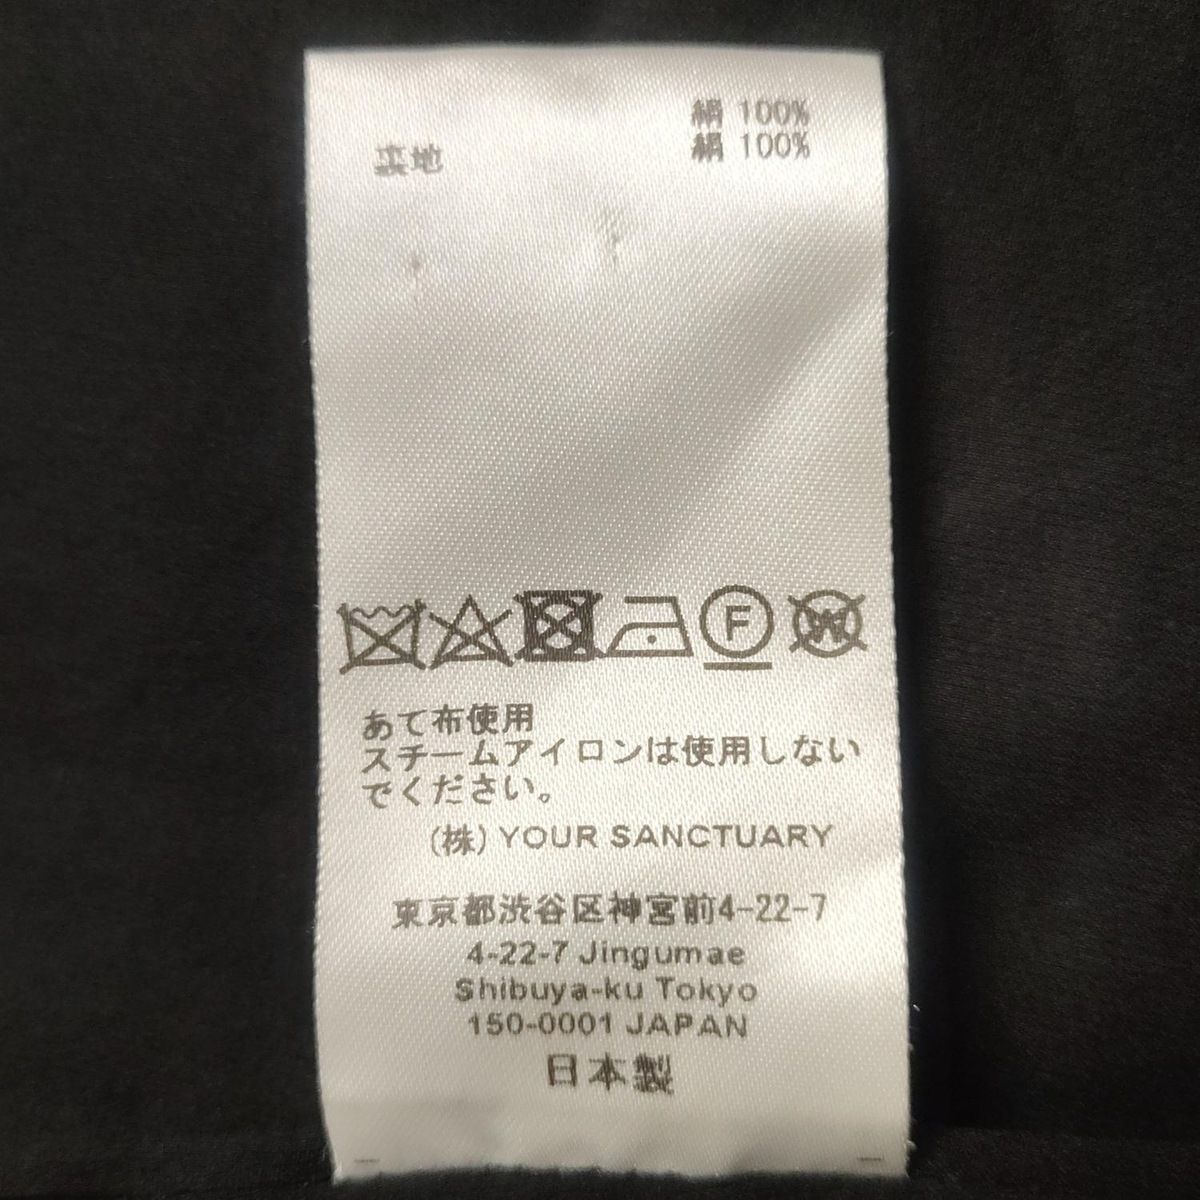 絹 100%
裏地 絹 100%
F
W
あて布使用
スチームアイロンは使用しない
でください。
(株) YOUR SANCTUARY
東京都渋谷区神宮前4-22-7
4-22-7 Jingumae
Shibuya-ku Tokyo
150-0001 JAPAN
日本製